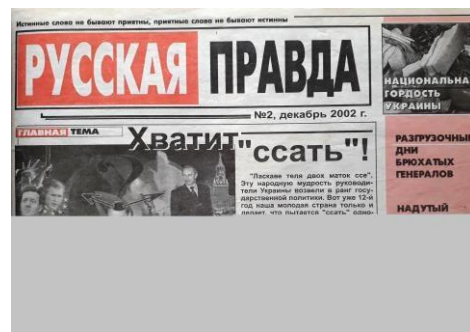 Истинные слова не бывают приятны, приятные слова не бывают истинны
РУССКАЯ ПРАВДА
№2, декабрь 2002 г.
НАЦИОНАЛЬНА
ГОРДОСТЬ
УКРАИНЫ
ГЛАВНАЯ ТЕМА
Хватит "ссать"!
"Ласкаве теля двох маток ссе".
Эту народную мудрость руководи-
тели Украины возвели в ранг госу-
дарственной политики. Вот уже 12-й
год наша молодая страна только и
делает, что пытается "ссать" одно-
РАЗГРУЗОЧНЫ
ДНИ
БРЮХАТЫХ
ГЕНЕРАЛОВ
НАДУТЫЙ